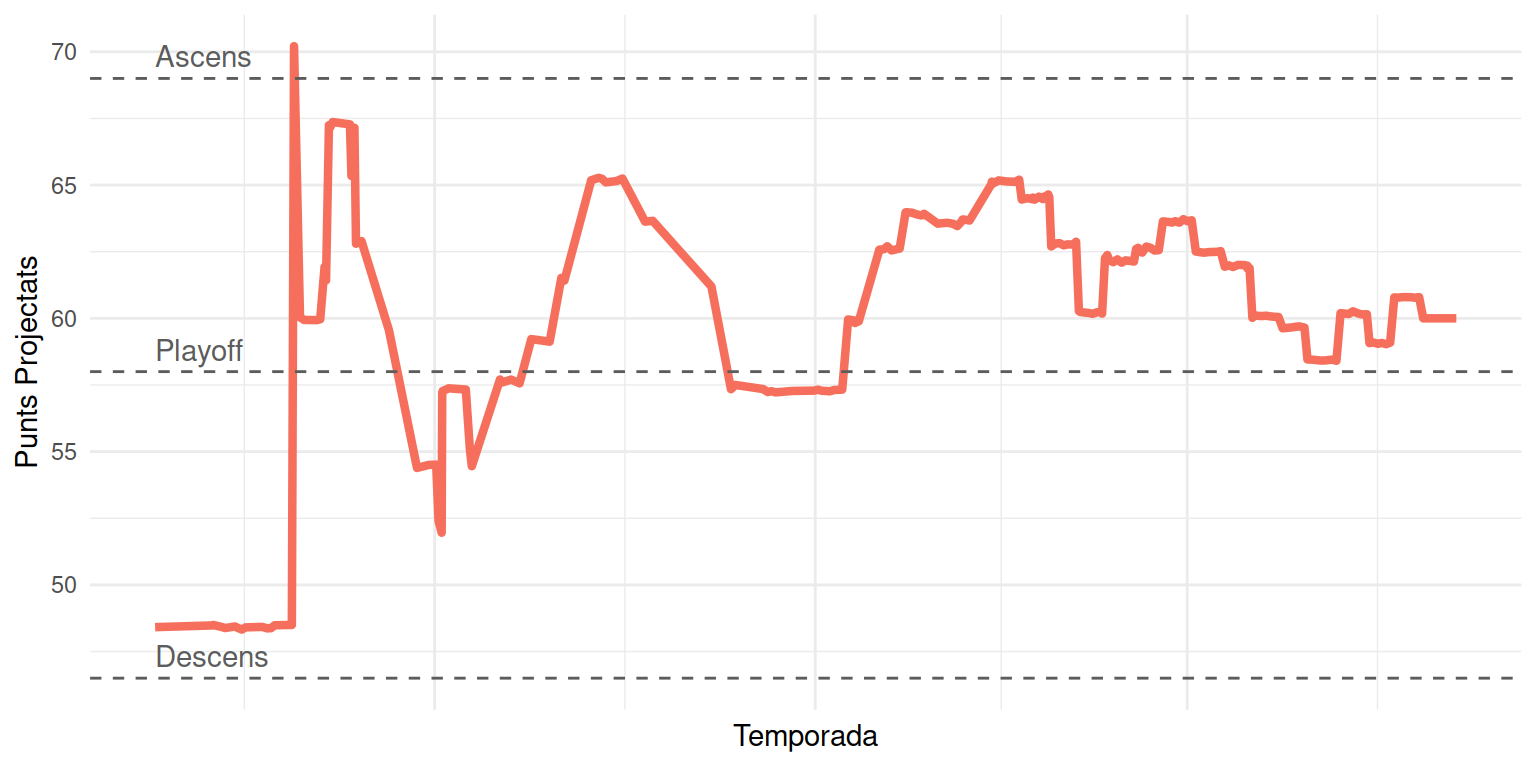 70
Ascens
65
60
Playoff
55
50
Descens
Punts Projectats
Temporada